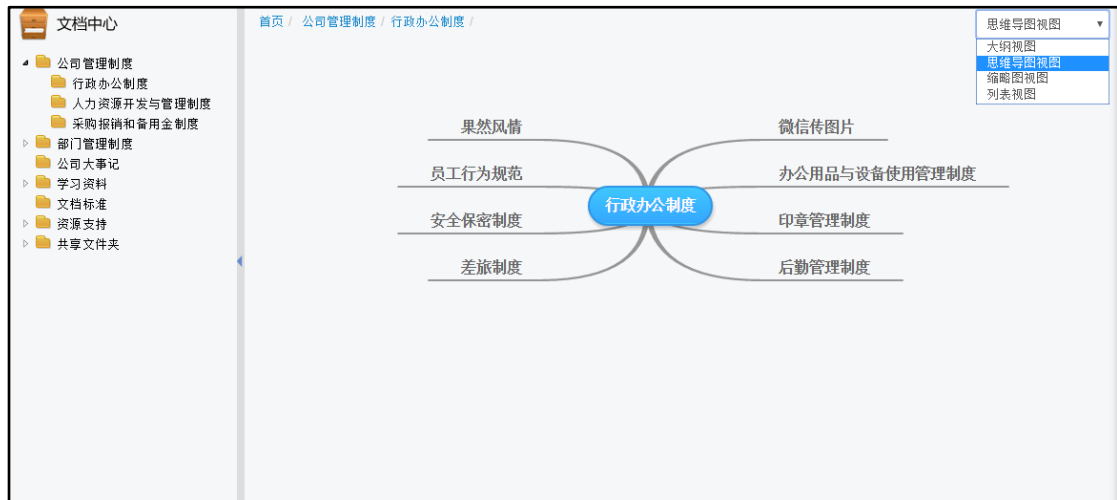 文档中心
公司管理制度
行政办公制度
人力资源开发与管理制度
采购报销和备用金制度
部门管理制度
公司大事记
学习资料
文档标准
资源支持
共享文件夹
首页 / 公司管理制度 / 行政办公制度 /
思维导图视图
大纲视图
思维导图视图
缩略图视图
列表视图
果然风情
员工行为规范
安全保密制度
差旅制度
行政办公制度
微信传图片
办公用品与设备使用管理制度
印章管理制度
后勤管理制度